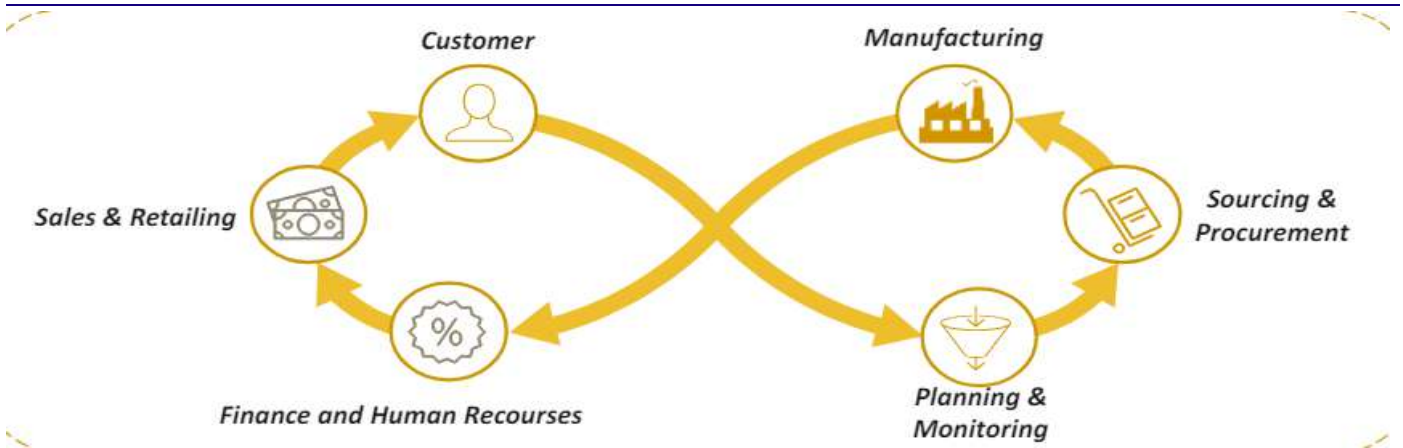 Customer
Manufacturing
Sales & Retailing
Sourcing &
Procurement
%
Finance and Human Recourses
Planning &
Monitoring